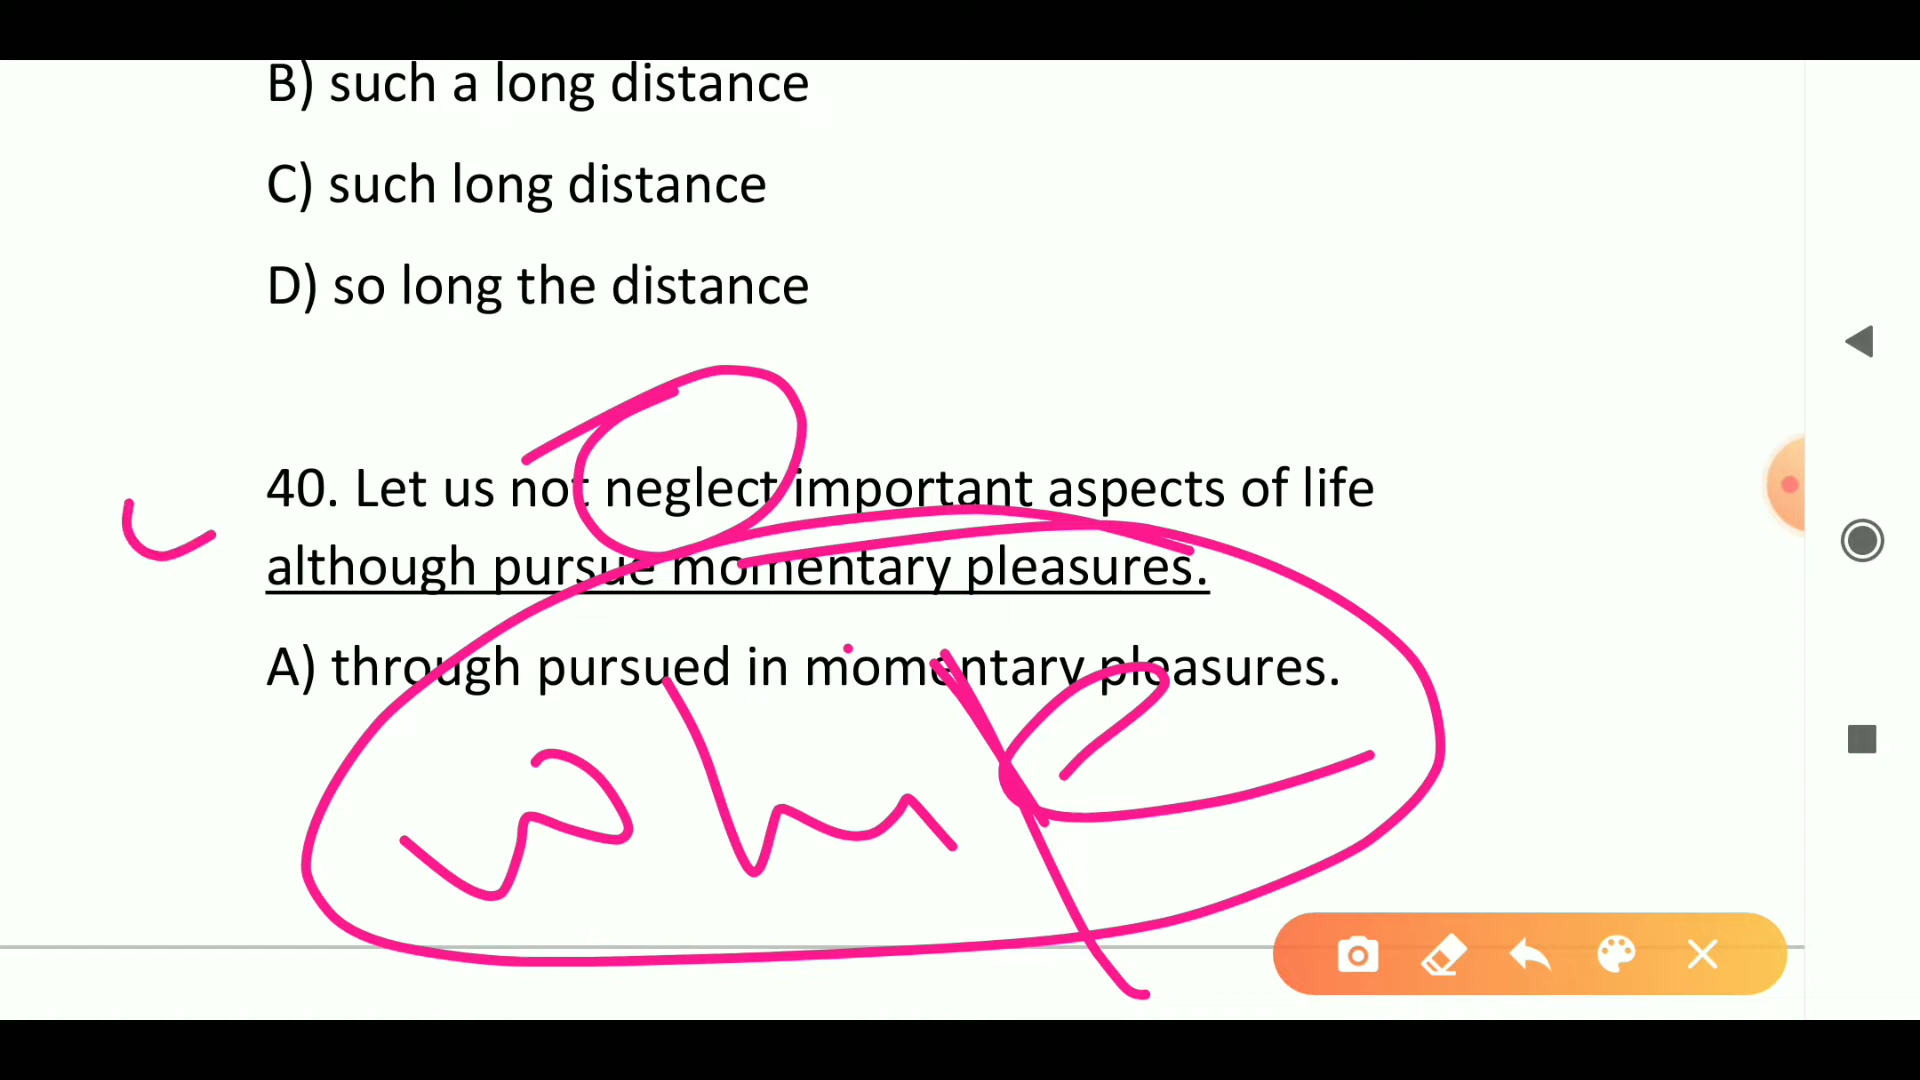 B) such a long distance
C) such long distance
D) so long the distance
40. Let us not neglect important aspects of life
although pursue momentary pleasures.
A) through pursued in momentary pleasures.
while